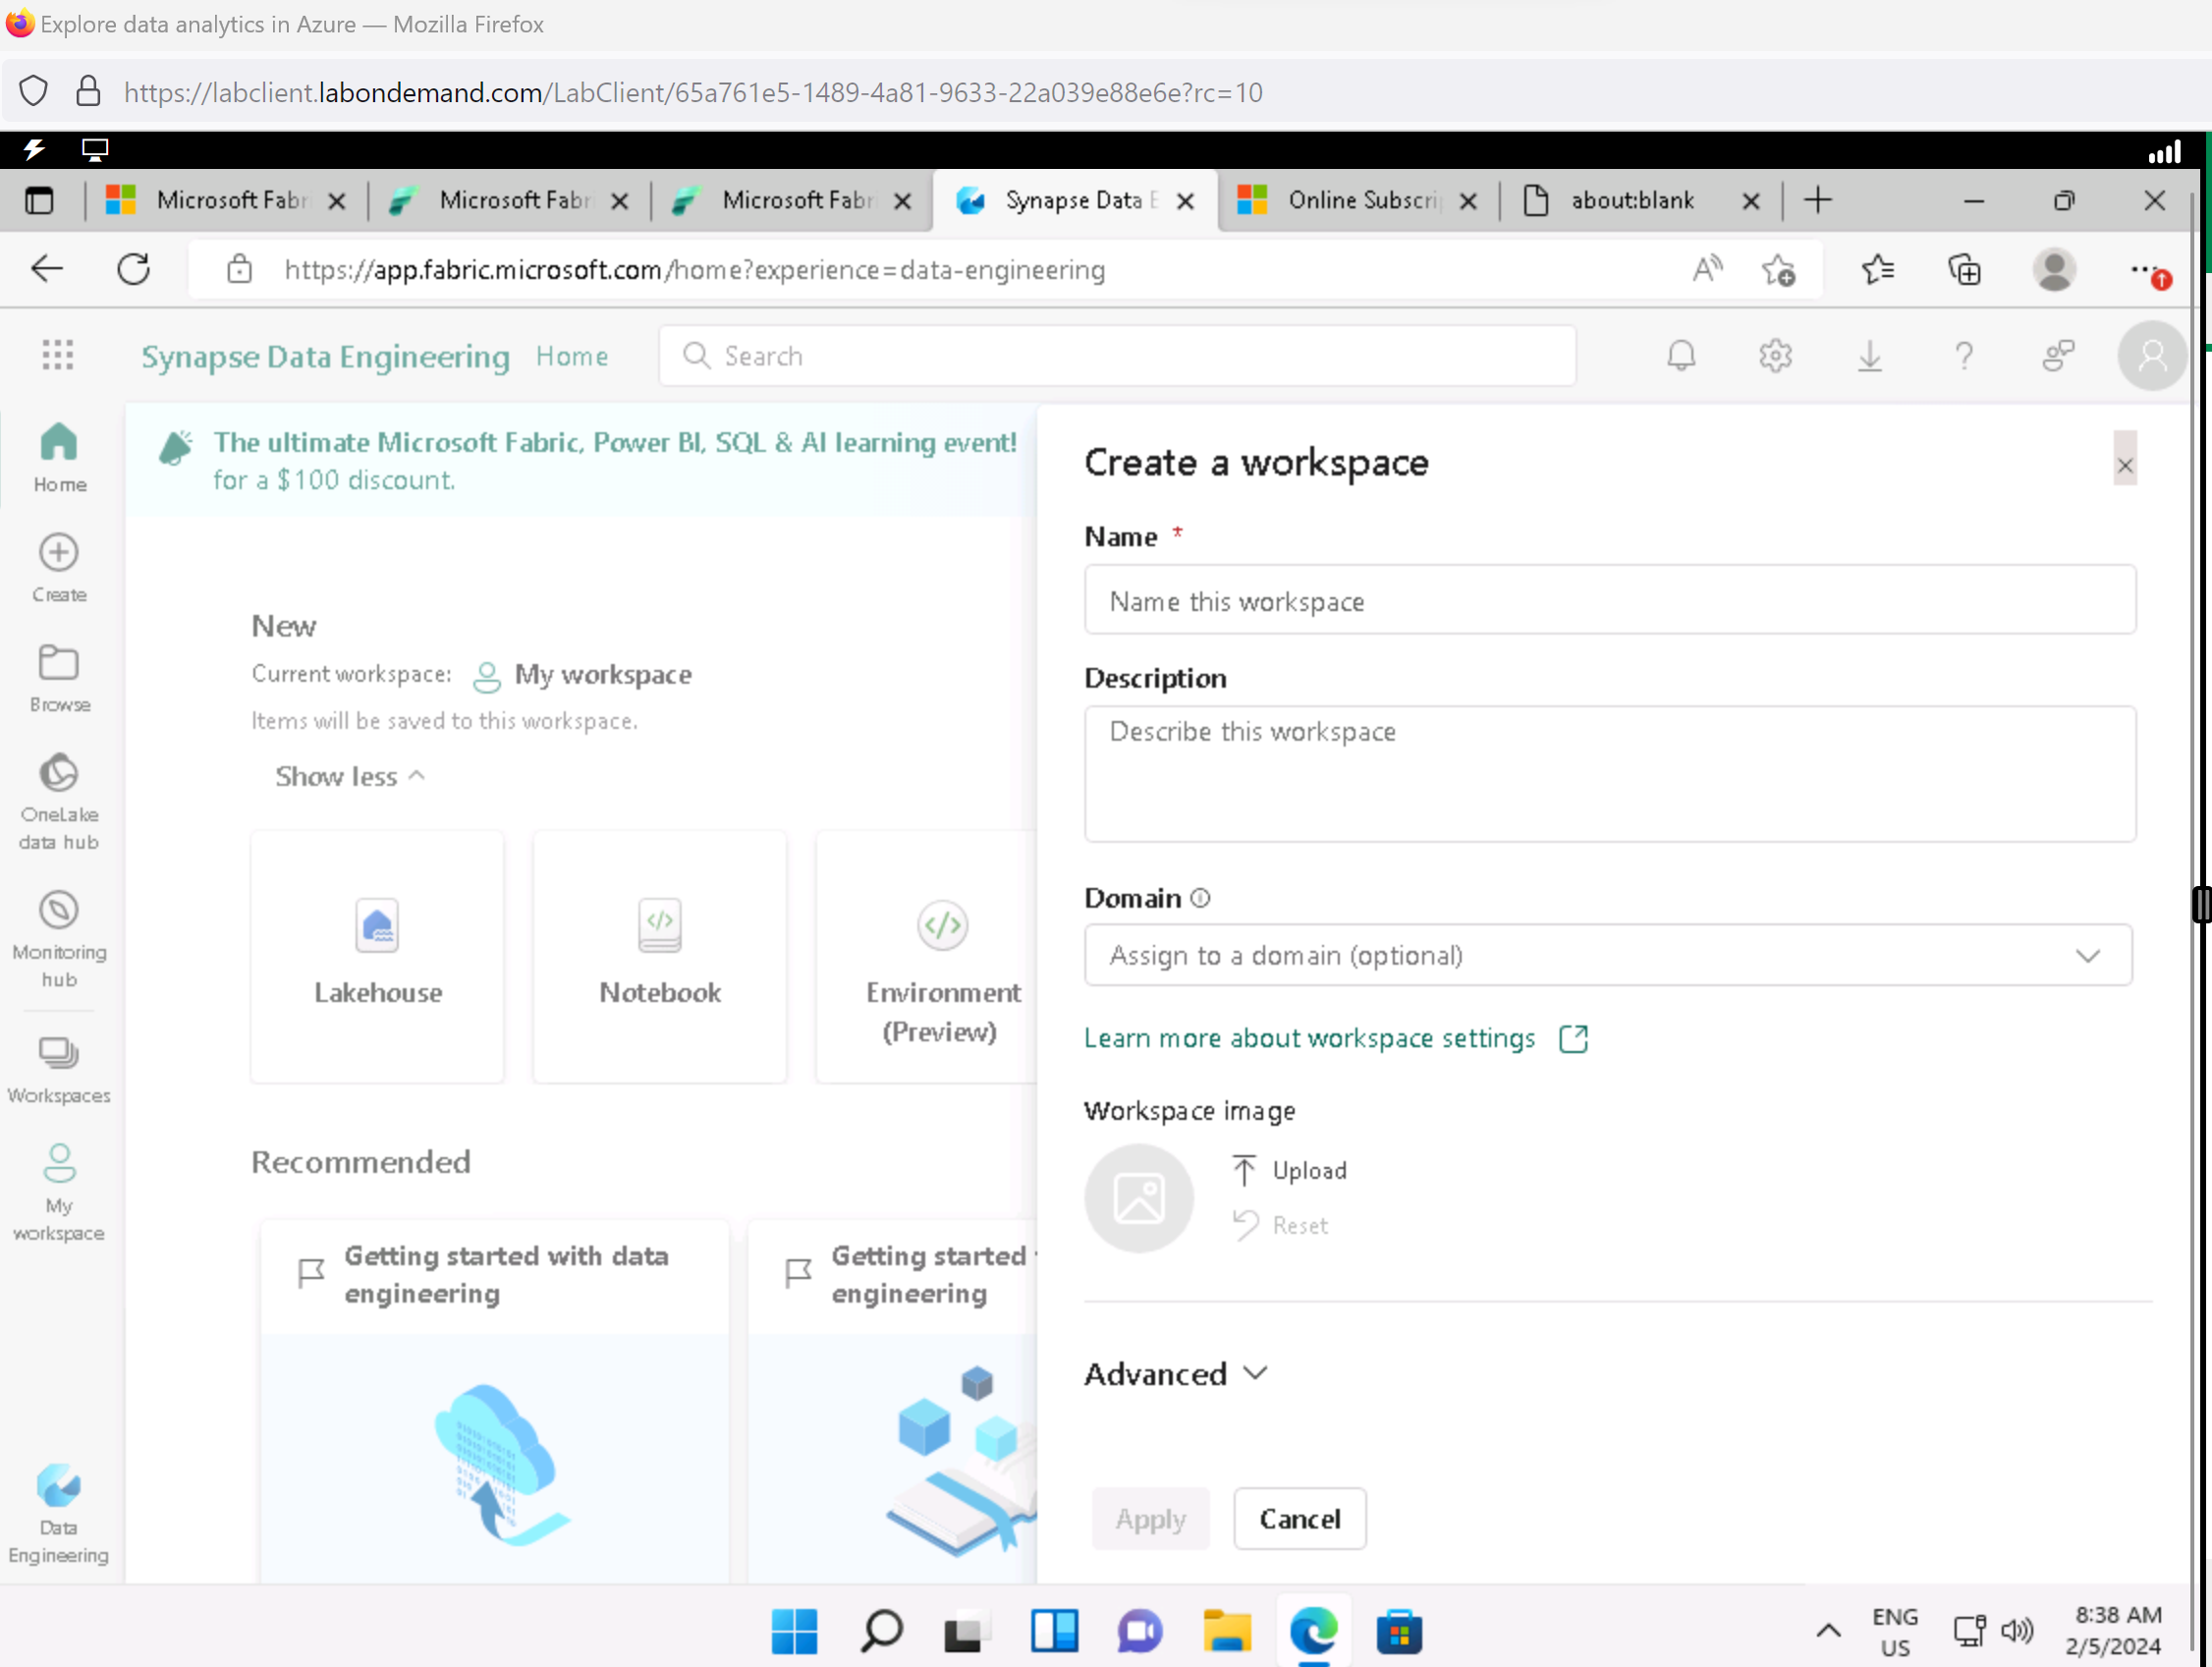 Explore data analytics in Azure — Mozilla Firefox
https://labclient.labondemand.com/LabClient/65a761e5-1489-4a81-9633-22a039e88e6e?rc=10
Microsoft Fabr
Microsoft Fabr
Microsoft Fabr
Synapse Data E
Online Subscrip
about:blank
https://app.fabric.microsoft.com/home?experience=data-engineering
Synapse Data Engineering
Home
Search
Home
Create
Browse
OneLake
data hub
Monitoring
hub
Workspaces
My
workspace
Data
Engineering
The ultimate Microsoft Fabric, Power BI, SQL & AI learning event!
for a $100 discount.
New
Current workspace: My workspace
Items will be saved to this workspace.
Show less
Lakehouse
Notebook
Environment
(Preview)
Recommended
Getting started with data
engineering
Getting started
engineering
Create a workspace
Name *
Name this workspace
Description
Describe this workspace
Domain
Assign to a domain (optional)
Learn more about workspace settings
Workspace image
Upload
Reset
Advanced
Apply
Cancel
ENG
US
8:38 AM
2/5/2024